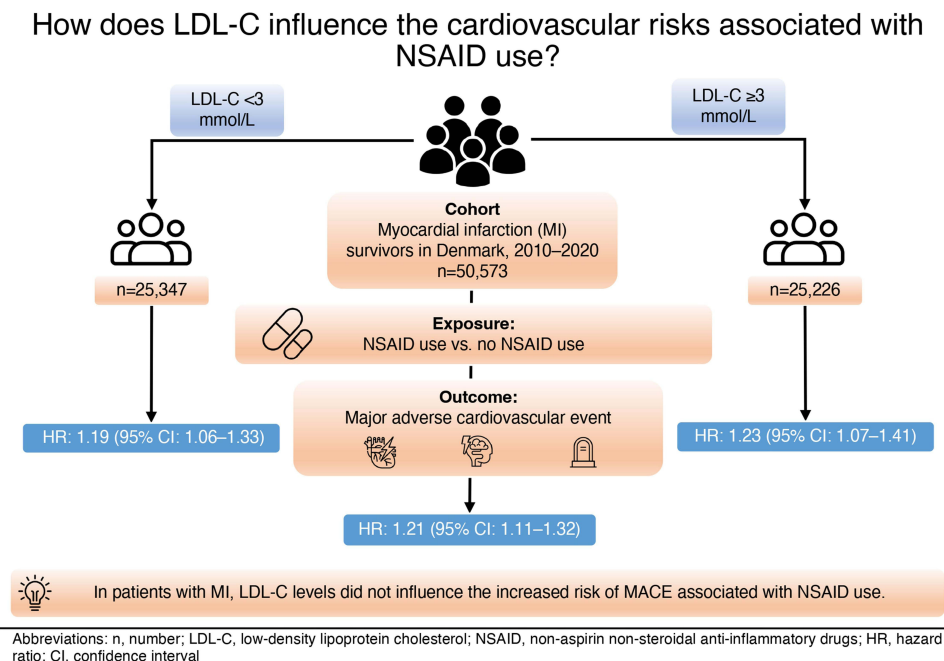 How does LDL-C influence the cardiovascular risks associated with
NSAID use?
LDL-C <3
mmol/L
LDL-C ≥3
mmol/L
Cohort
Myocardial infarction (MI)
survivors in Denmark, 2010–2020
n=50,573
n=25,347
n=25,226
Exposure:
NSAID use vs. no NSAID use
Outcome:
Major adverse cardiovascular event
HR: 1.19 (95% CI: 1.06–1.33)
HR: 1.23 (95% CI: 1.07–1.41)
HR: 1.21 (95% CI: 1.11–1.32)
In patients with MI, LDL-C levels did not influence the increased risk of MACE associated with NSAID use.
Abbreviations: n, number; LDL-C, low-density lipoprotein cholesterol; NSAID, non-aspirin non-steroidal anti-inflammatory drugs; HR, hazard
ratio; CI, confidence interval